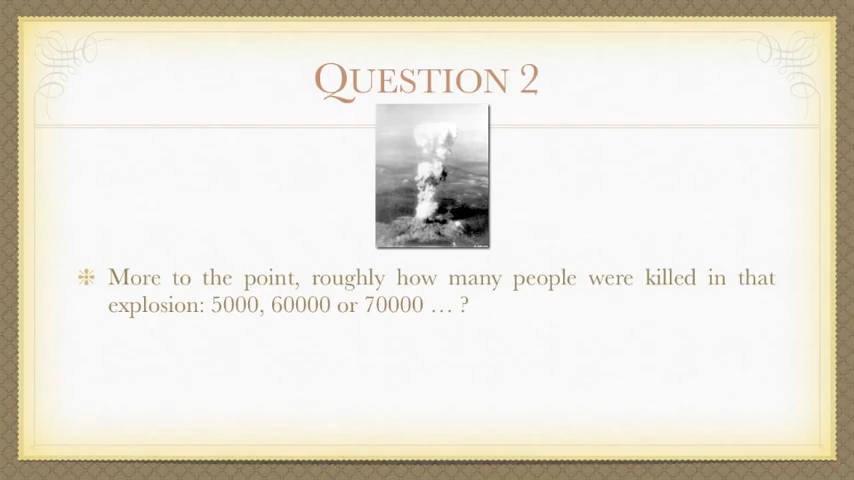 QUESTION 2
More to the point, roughly how many people were killed in that
explosion: 5000, 60000 or 70000 … ?